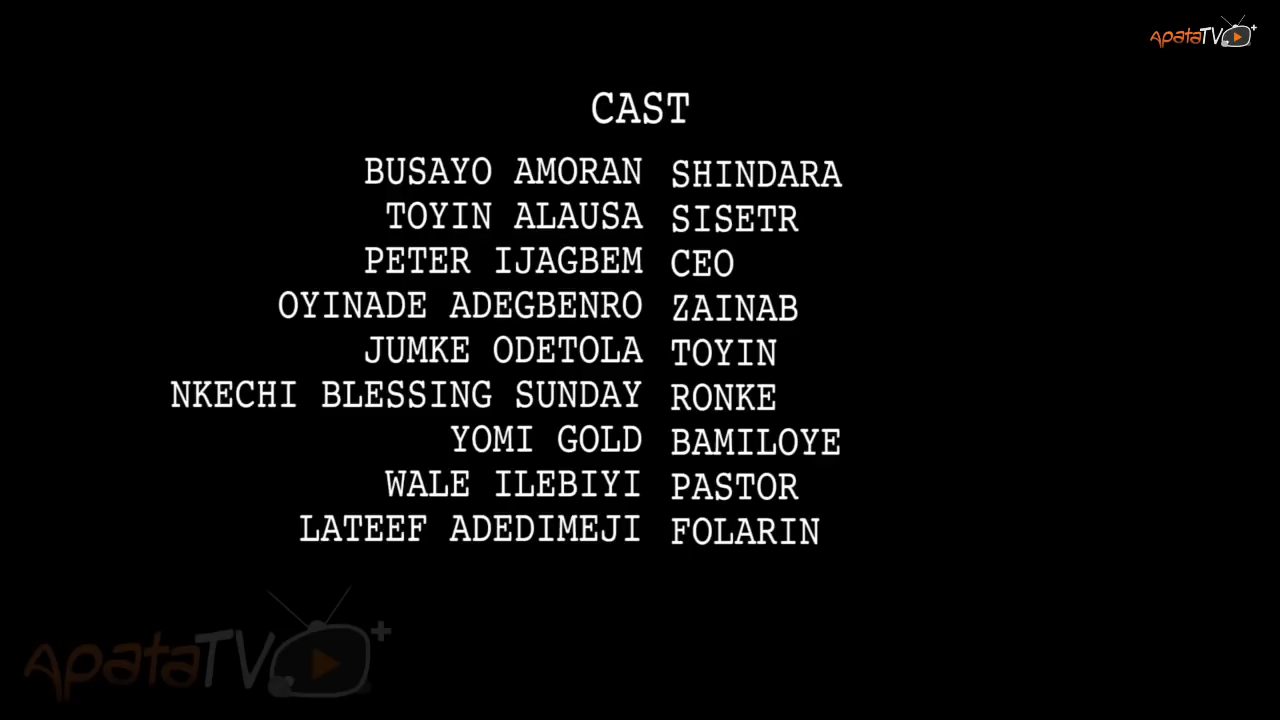 ApataTV+
CAST
BUSAYO AMORAN SHINDARA
TOYIN ALAUSA SISETR
PETER IJAGBEM CEO
OYINADE ADEGBENRO ZAINAB
JUMKE ODETOLA TOYIN
NKECHI BLESSING SUNDAY RONKE
YOMI GOLD BAMILOYE
WALE ILEBIYI PASTOR
LATEEF ADEDIMEJI FOLARIN
ApataTV+